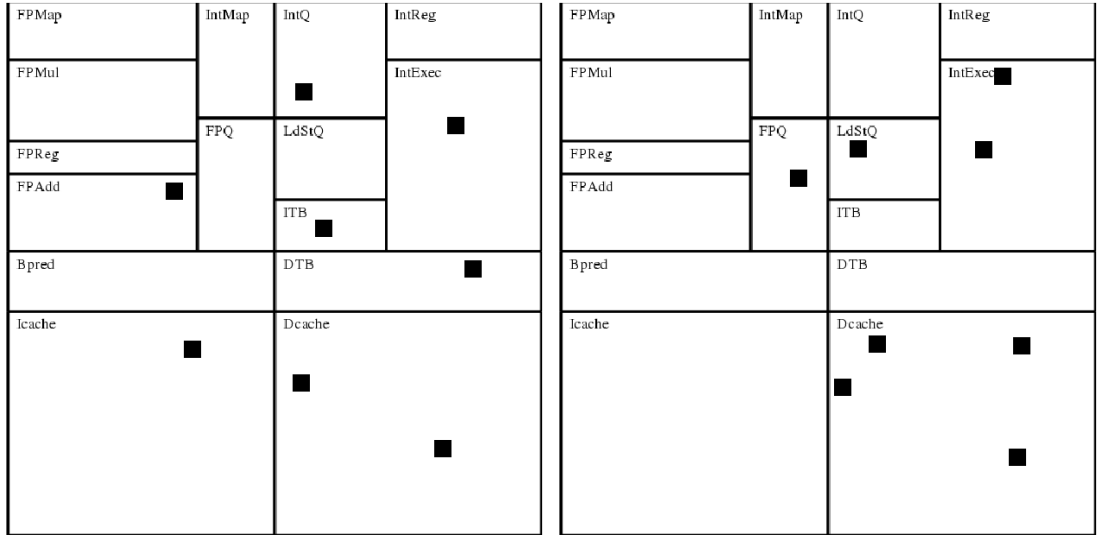 FPMap
IntMap
IntQ
IntReg
FPMul
IntExec
FPQ
LdStQ
FPReg
FPAdd
ITB
Bpred
DTB
Icache
Dcache
FPMap
IntMap
IntQ
IntReg
FPMul
IntExec
FPQ
LdStQ
FPReg
FPAdd
ITB
Bpred
DTB
Icache
Dcache